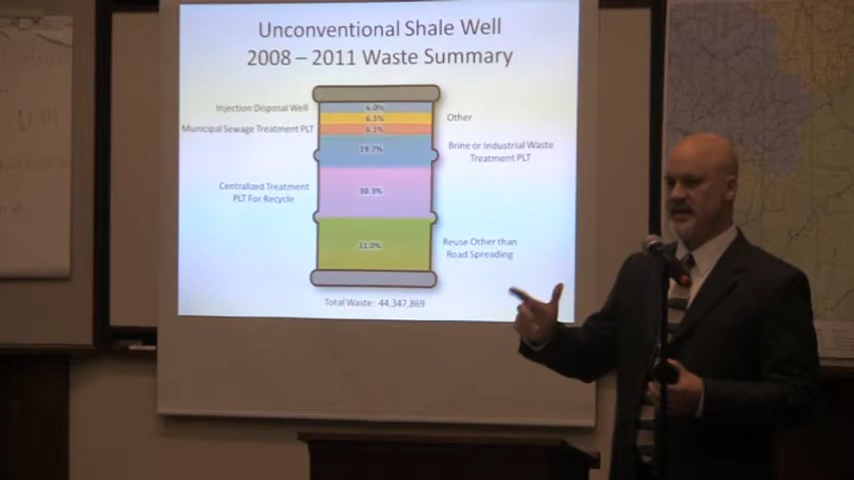 Unconventional Shale Well
2008 – 2011 Waste Summary
Injection Disposal Well
6.0%
6.5%
Other
Municipal Sewage Treatment PLT
6.5%
Brine or Industrial Waste
Treatment PLT
19.7%
Centralized Treatment
PLT For Recycle
30.3%
Reuse Other than
Road Spreading
31.0%
Total Waste: 44,347,869